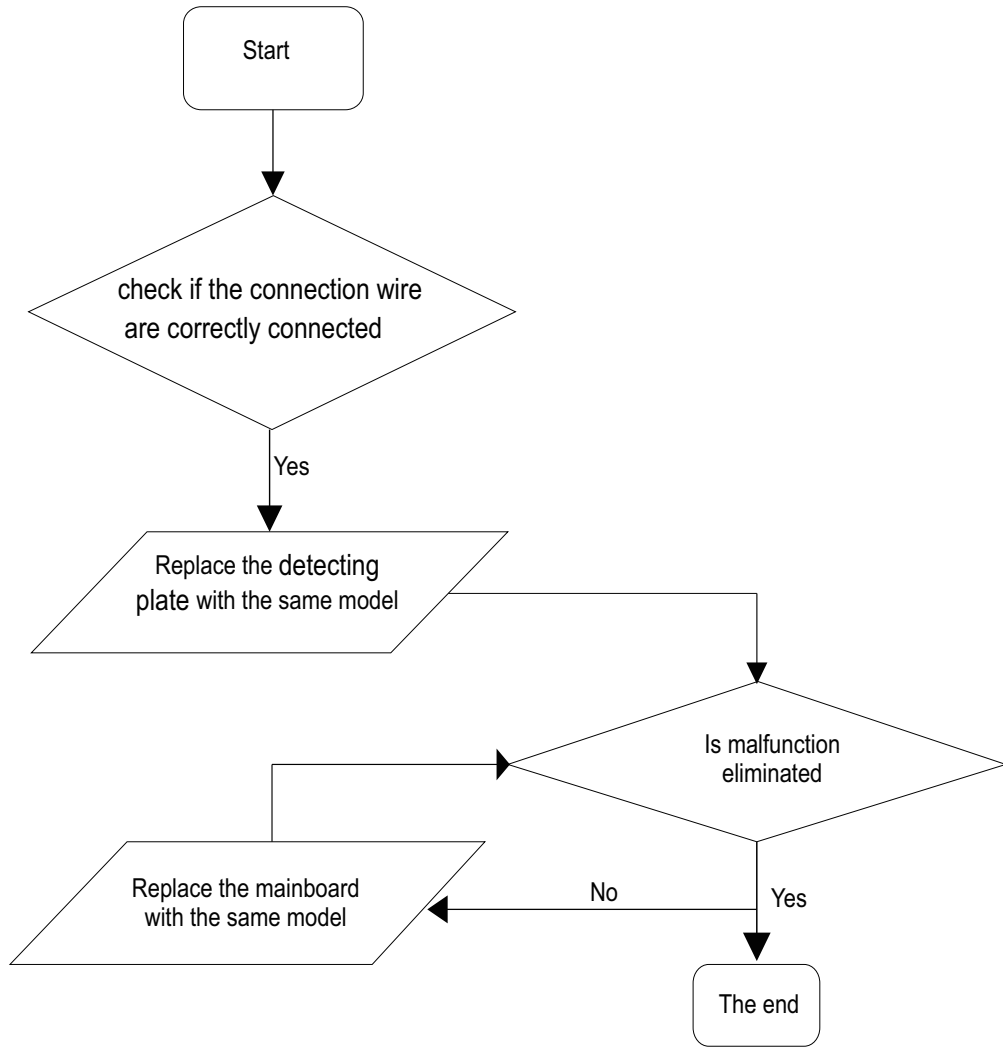 Start
check if the connection wire
are correctly connected
Yes
Replace the detecting
plate with the same model
Is malfunction
eliminated
Replace the mainboard
with the same model
No
Yes
The end